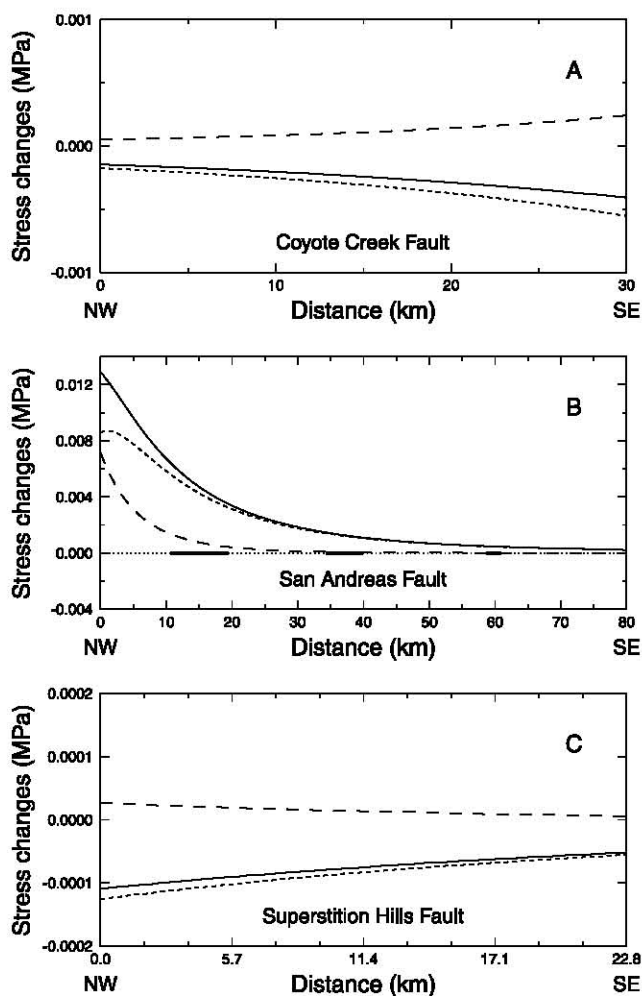 0.001
A
0.000
Stress changes (MPa)
Coyote Creek Fault
-0.001
0 10 20 30
NW Distance (km) SE
0.012
B
0.008
0.004
Stress changes (MPa)
0.000
San Andreas Fault
-0.004
0 10 20 30 40 50 60 70 80
NW Distance (km) SE
0.0002
C
0.0001
0.0000
Stress changes (MPa)
-0.0001
Superstition Hills Fault
-0.0002
0.0 5.7 11.4 17.1 22.8
NW Distance (km) SE